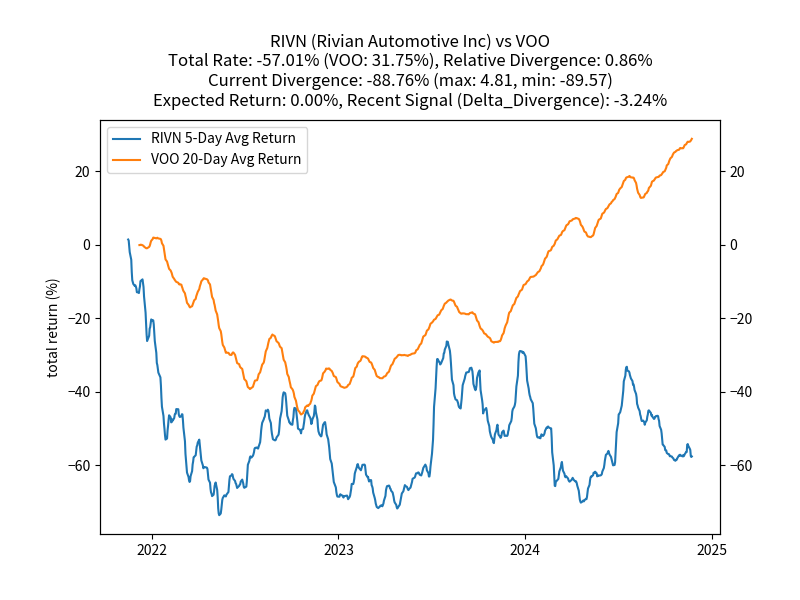 RIVN (Rivian Automotive Inc) vs VOO
Total Rate: -57.01% (VOO: 31.75%), Relative Divergence: 0.86%
Current Divergence: -88.76% (max: 4.81, min: -89.57)
Expected Return: 0.00%, Recent Signal (Delta_Divergence): -3.24%
RIVN 5-Day Avg Return
VOO 20-Day Avg Return
total return (%)
20
0
−20
−40
−60
20
0
−20
−40
−60
2022
2023
2024
2025